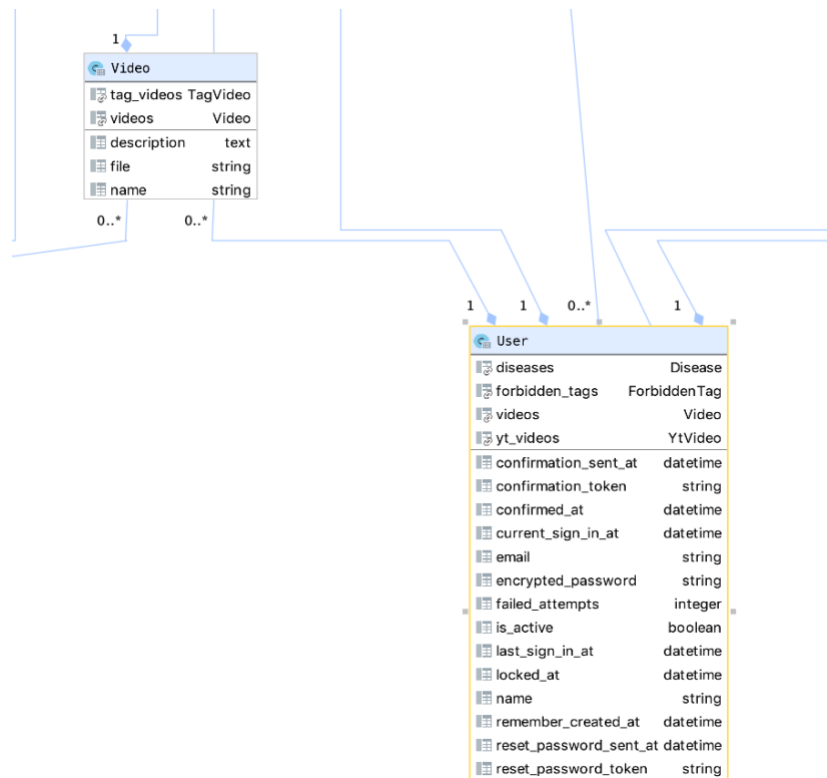 1
Video
tag_videos TagVideo
videos Video
description text
file string
name string
0..* 0..*
1 1 0..* 1
User
diseases Disease
forbidden_tags ForbiddenTag
videos Video
yt_videos YtVideo
confirmation_sent_at datetime
confirmation_token string
confirmed_at datetime
current_sign_in_at datetime
email string
encrypted_password string
failed_attempts integer
is_active boolean
last_sign_in_at datetime
locked_at datetime
name string
remember_created_at datetime
reset_password_sent_at datetime
reset_password_token string